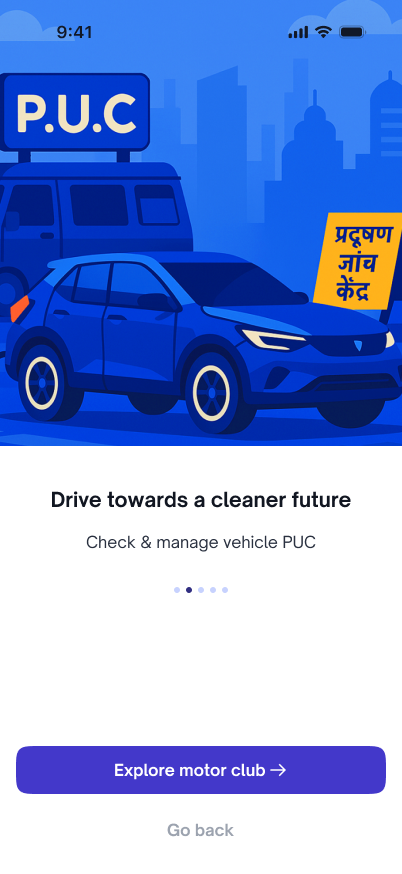 9:41
P.U.C
प्रदूषण
जांच
केंद्र
Drive towards a cleaner future
Check & manage vehicle PUC
Explore motor club →
Go back